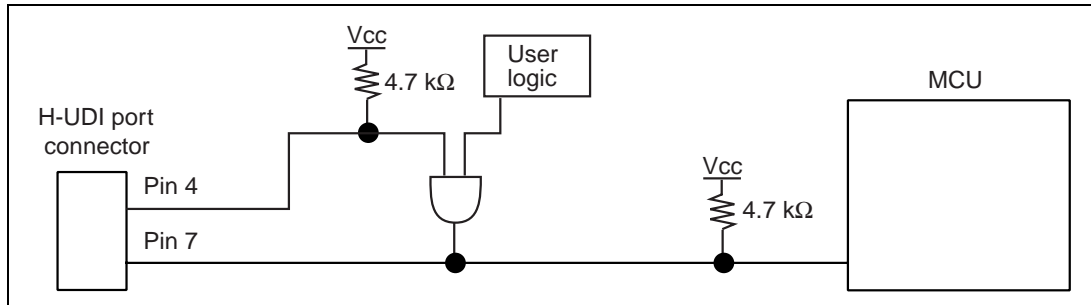 Vcc
4.7 kΩ
User
logic
MCU
H-UDI port
connector
Pin 4
Vcc
4.7 kΩ
Pin 7